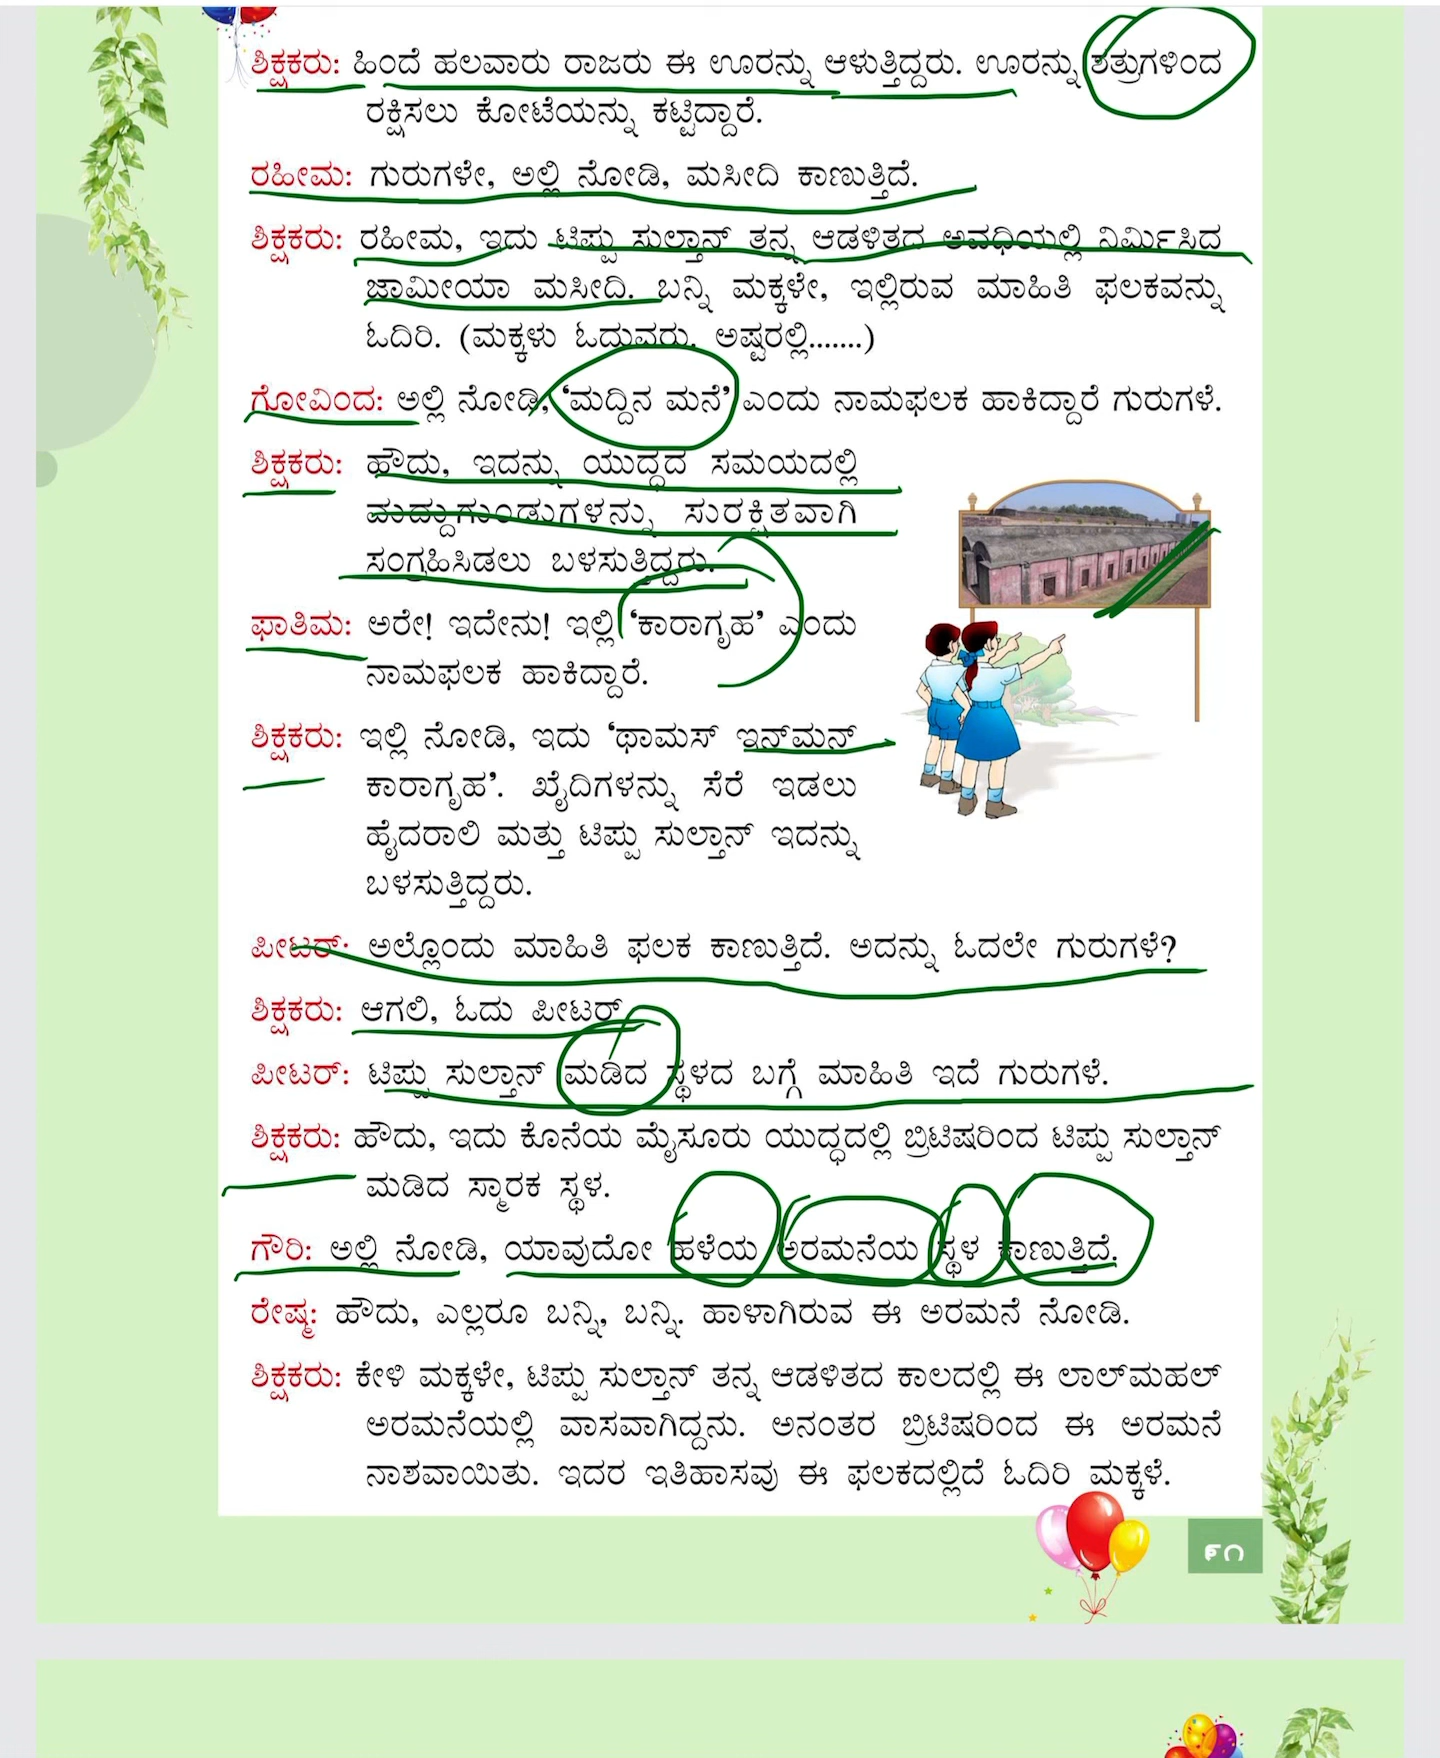 ಶಿಕ್ಷಕರು: ಹಿಂದೆ ಹಲವಾರು ರಾಜರು ಈ ಊರನ್ನು ಆಳುತ್ತಿದ್ದರು. ಊರನ್ನು ಶತ್ರುಗಳಿಂದ
ರಕ್ಷಿಸಲು ಕೋಟೆಯನ್ನು ಕಟ್ಟಿದ್ದಾರೆ.
ರಹೀಮ: ಗುರುಗಳೇ, ಅಲ್ಲಿ ನೋಡಿ, ಮಸೀದಿ ಕಾಣುತ್ತಿದೆ.
ಶಿಕ್ಷಕರು: ರಹೀಮ, ಇದು ಟಿಪ್ಪು ಸುಲ್ತಾನ್ ತನ್ನ ಆಡಳಿತದ ಅವಧಿಯಲ್ಲಿ ನಿರ್ಮಿಸಿದ
ಜಾಮೀಯಾ ಮಸೀದಿ. ಬನ್ನಿ ಮಕ್ಕಳೇ, ಇಲ್ಲಿರುವ ಮಾಹಿತಿ ಫಲಕವನ್ನು
ಓದಿರಿ. (ಮಕ್ಕಳು ಓದುವರು. ಅಷ್ಟರಲ್ಲಿ.......)
ಗೋವಿಂದ: ಅಲ್ಲಿ ನೋಡಿ, ‘ಮದ್ದಿನ ಮನೆ’ ಎಂದು ನಾಮಫಲಕ ಹಾಕಿದ್ದಾರೆ ಗುರುಗಳೆ.
ಶಿಕ್ಷಕರು: ಹೌದು, ಇದನ್ನು ಯುದ್ಧದ ಸಮಯದಲ್ಲಿ
ಮದ್ದುಗುಂಡುಗಳನ್ನು ಸುರಕ್ಷಿತವಾಗಿ
ಸಂಗ್ರಹಿಸಿಡಲು ಬಳಸುತ್ತಿದ್ದರು.
ಫಾತಿಮ: ಅರೇ! ಇದೇನು! ಇಲ್ಲಿ ‘ಕಾರಾಗೃಹ’ ಎಂದು
ನಾಮಫಲಕ ಹಾಕಿದ್ದಾರೆ.
ಶಿಕ್ಷಕರು: ಇಲ್ಲಿ ನೋಡಿ, ಇದು ‘ಥಾಮಸ್ ಇನ್‌ಮನ್
ಕಾರಾಗೃಹ’. ಖೈದಿಗಳನ್ನು ಸೆರೆ ಇಡಲು
ಹೈದರಾಲಿ ಮತ್ತು ಟಿಪ್ಪು ಸುಲ್ತಾನ್ ಇದನ್ನು
ಬಳಸುತ್ತಿದ್ದರು.
ಪೀಟರ್: ಅಲ್ಲೊಂದು ಮಾಹಿತಿ ಫಲಕ ಕಾಣುತ್ತಿದೆ. ಅದನ್ನು ಓದಲೇ ಗುರುಗಳೆ?
ಶಿಕ್ಷಕರು: ಆಗಲಿ, ಓದು ಪೀಟರ್
ಪೀಟರ್: ಟಿಪ್ಪು ಸುಲ್ತಾನ್ ಮಡಿದ ಸ್ಥಳದ ಬಗ್ಗೆ ಮಾಹಿತಿ ಇದೆ ಗುರುಗಳೆ.
ಶಿಕ್ಷಕರು: ಹೌದು, ಇದು ಕೊನೆಯ ಮೈಸೂರು ಯುದ್ಧದಲ್ಲಿ ಬ್ರಿಟಿಷರಿಂದ ಟಿಪ್ಪು ಸುಲ್ತಾನ್
ಮಡಿದ ಸ್ಮಾರಕ ಸ್ಥಳ.
ಗೌರಿ: ಅಲ್ಲಿ ನೋಡಿ, ಯಾವುದೋ ಹಳೆಯ ಅರಮನೆಯ ಸ್ಥಳ ಕಾಣುತ್ತಿದೆ.
ರೇಷ್ಮ: ಹೌದು, ಎಲ್ಲರೂ ಬನ್ನಿ, ಬನ್ನಿ. ಹಾಳಾಗಿರುವ ಈ ಅರಮನೆ ನೋಡಿ.
ಶಿಕ್ಷಕರು: ಕೇಳಿ ಮಕ್ಕಳೇ, ಟಿಪ್ಪು ಸುಲ್ತಾನ್ ತನ್ನ ಆಡಳಿತದ ಕಾಲದಲ್ಲಿ ಈ ಲಾಲ್‌ಮಹಲ್
ಅರಮನೆಯಲ್ಲಿ ವಾಸವಾಗಿದ್ದನು. ಅನಂತರ ಬ್ರಿಟಿಷರಿಂದ ಈ ಅರಮನೆ
ನಾಶವಾಯಿತು. ಇದರ ಇತಿಹಾಸವು ಈ ಫಲಕದಲ್ಲಿದೆ ಓದಿರಿ ಮಕ್ಕಳೆ.
೯೧